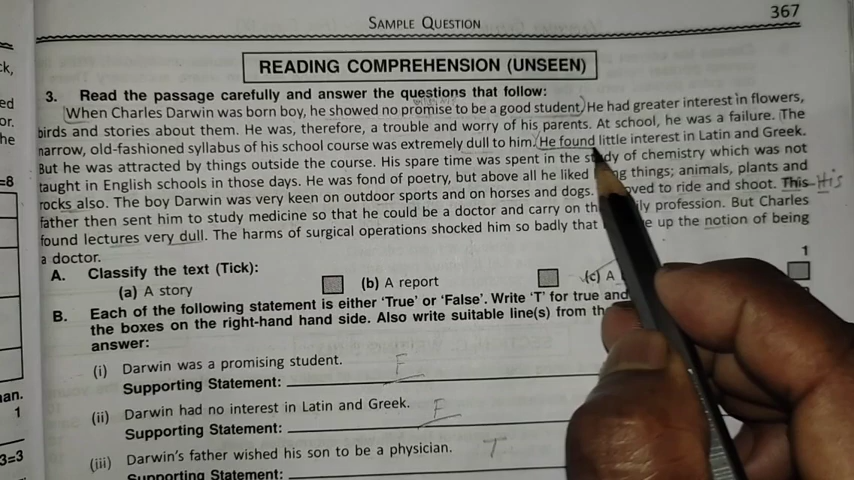 SAMPLE QUESTION
367
READING COMPREHENSION (UNSEEN)
3. Read the passage carefully and answer the questions that follow:
When Charles Darwin was born boy, he showed no promise to be a good student. He had greater interest in flowers,
birds and stories about them. He was, therefore, a trouble and worry of his parents. At school, he was a failure. The
narrow, old-fashioned syllabus of his school course was extremely dull to him. He found little interest in Latin and Greek.
But he was attracted by things outside the course. His spare time was spent in the study of chemistry which was not
taught in English schools in those days. He was fond of poetry, but above all he liked things; animals, plants and
rocks also. The boy Darwin was very keen on outdoor sports and on horses and dogs. to ride and shoot. This His
father then sent him to study medicine so that he could be a doctor and carry on profession. But Charles
found lectures very dull. The harms of surgical operations shocked him so badly that up the notion of being
a doctor.
A. Classify the text (Tick): 1
(a) A story (b) A report (c) A
B. Each of the following statement is either 'True' or 'False'. Write 'T' for true and
the boxes on the right-hand hand side. Also write suitable line(s) from
answer:
(i) Darwin was a promising student. F
Supporting Statement:
(ii) Darwin had no interest in Latin and Greek. F
Supporting Statement:
(iii) Darwin's father wished his son to be a physician. T
Supporting Statement:
ck,
ed
or.
he
=8
an.
1
3=3